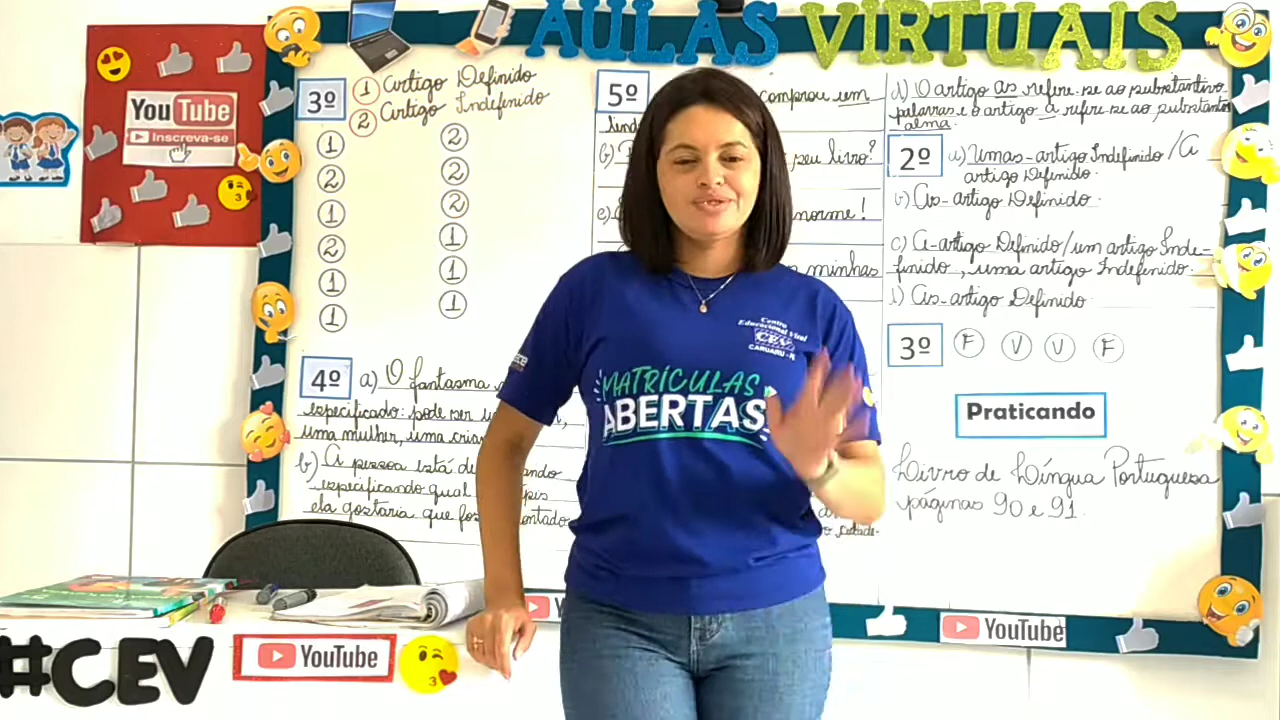 AULAS VIRTUAIS
YouTube
Inscreva-se
3º
1 Artigo Definido
2 Artigo Indefinido
1 2
2 2
1 2
2 1
1 1
1 1
4º a) O fantasma
especificado: pode ser
uma mulher, uma
b) A pessoa está
especificando qual
ela gostaria que
5º
comprou um
b) seu livro?
c) enorme!
minhas
d) O artigo as refere-se ao substantivo
palavras e o artigo a refere-se ao substantivo
alma.
2º a) Umas-artigo Indefinido/A
artigo Definido.
b) As-artigo Definido.
c) A-artigo Definido/um artigo Inde-
finido, uma artigo Indefinido.
d) As-artigo Definido.
3º F V V F
Praticando
Livro de Língua Portuguesa
páginas 90 e 91.
Centro
Educacional Viral
CEV
CARUARU-PE
MATRÍCULAS
ABERTAS
#CEV
YouTube
YouTube